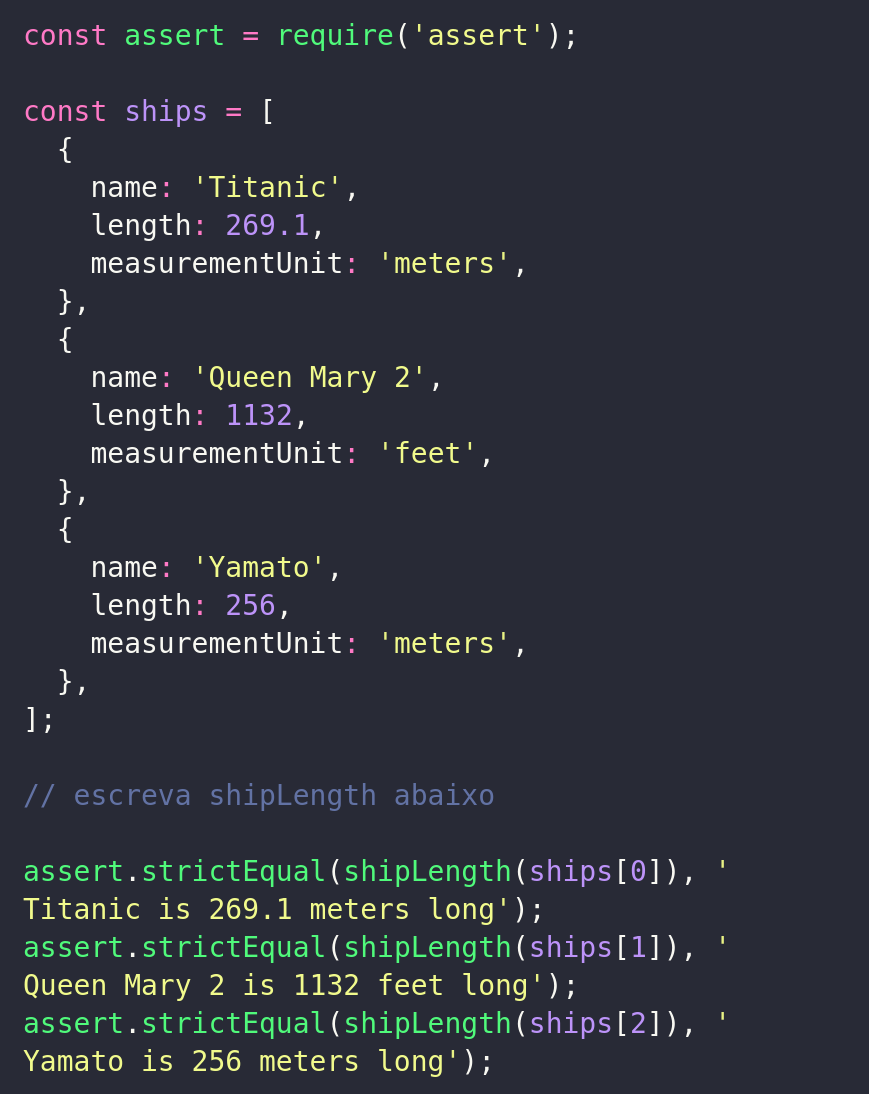 const assert = require('assert');
const ships = [
  {
    name: 'Titanic',
    length: 269.1,
    measurementUnit: 'meters',
  },
  {
    name: 'Queen Mary 2',
    length: 1132,
    measurementUnit: 'feet',
  },
  {
    name: 'Yamato',
    length: 256,
    measurementUnit: 'meters',
  },
];
// escreva shipLength abaixo
assert.strictEqual(shipLength(ships[0]), '
Titanic is 269.1 meters long');
assert.strictEqual(shipLength(ships[1]), '
Queen Mary 2 is 1132 feet long');
assert.strictEqual(shipLength(ships[2]), '
Yamato is 256 meters long');